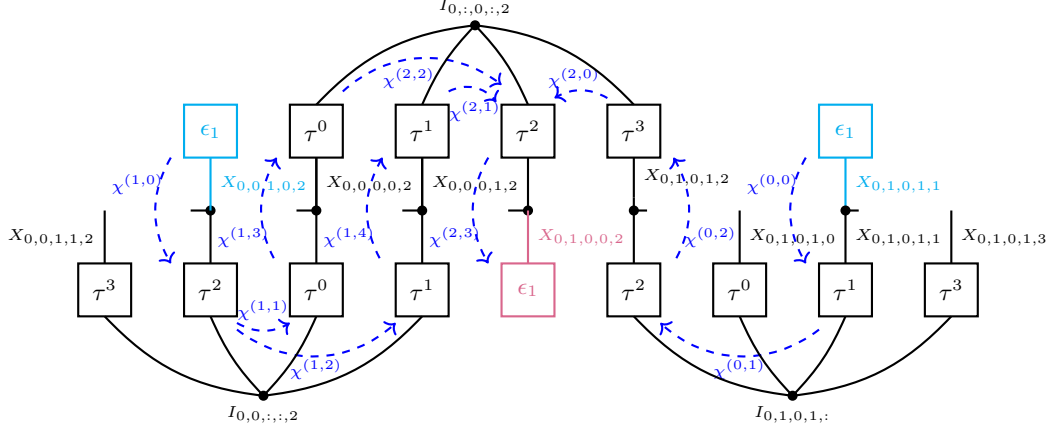 I_{0,:,0,:,2}
χ^{(2,2)} χ^{(2,0)}
χ^{(2,1)}
ϵ_1 τ^0 τ^1 τ^2 τ^3 ϵ_1
χ^{(1,0)} X_{0,0,1,0,2} X_{0,0,0,0,2} X_{0,0,0,1,2} X_{0,1,0,1,2} χ^{(0,0)} X_{0,1,0,1,1}
X_{0,0,1,1,2} χ^{(1,3)} χ^{(1,4)} χ^{(2,3)} X_{0,1,0,0,2} χ^{(0,2)} X_{0,1,0,1,0} X_{0,1,0,1,1} X_{0,1,0,1,3}
τ^3 τ^2 τ^0 τ^1 ϵ_1 τ^2 τ^0 τ^1 τ^3
χ^{(1,1)}
χ^{(1,2)} χ^{(0,1)}
I_{0,0,:,:,2} I_{0,1,0,1,:}